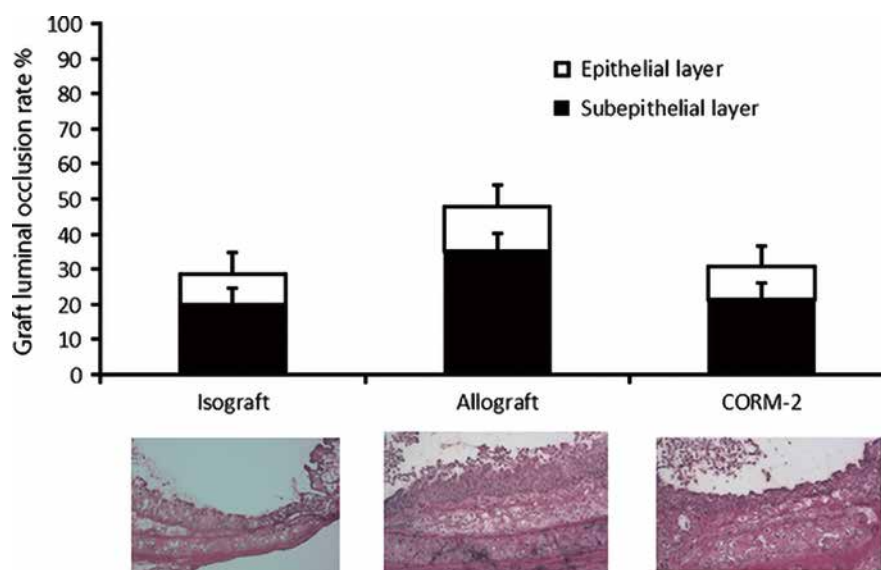 Graft luminal occlusion rate %
100
90
80
70
60
50
40
30
20
10
0
Epithelial layer
Subepithelial layer
Isograft
Allograft
CORM-2